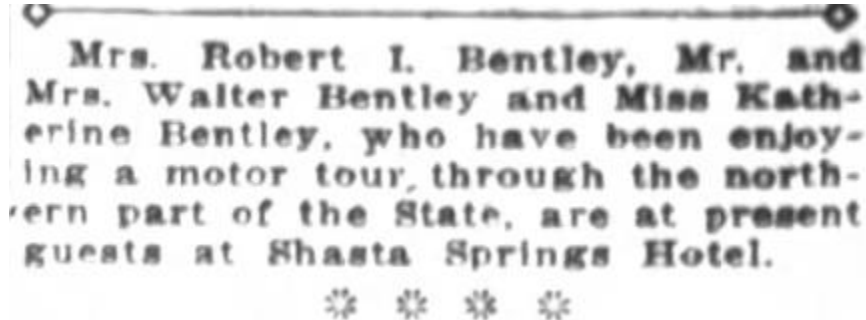 Mrs. Robert I. Bentley, Mr. and
Mrs. Walter Bentley and Miss Kath-
erine Bentley, who have been enjoy-
ing a motor tour, through the north-
ern part of the State, are at present
guests at Shasta Springs Hotel.